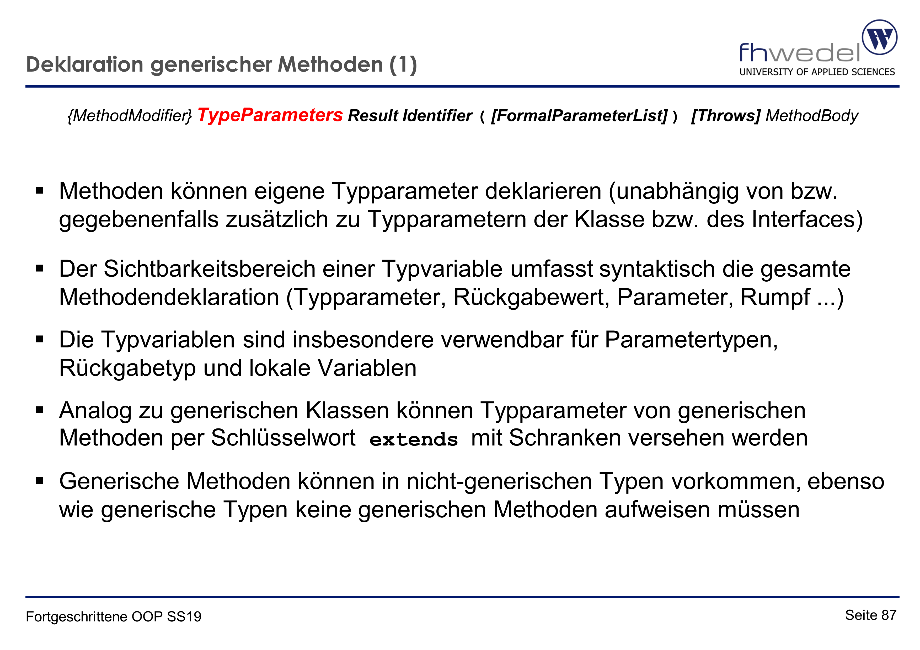 Deklaration generischer Methoden (1)
fhwedel
UNIVERSITY OF APPLIED SCIENCES
{MethodModifier} TypeParameters Result Identifier ( [FormalParameterList] ) [Throws] MethodBody
▪ Methoden können eigene Typparameter deklarieren (unabhängig von bzw.
gegebenenfalls zusätzlich zu Typparametern der Klasse bzw. des Interfaces)
▪ Der Sichtbarkeitsbereich einer Typvariable umfasst syntaktisch die gesamte
Methodendeklaration (Typparameter, Rückgabewert, Parameter, Rumpf ...)
▪ Die Typvariablen sind insbesondere verwendbar für Parametertypen,
Rückgabetyp und lokale Variablen
▪ Analog zu generischen Klassen können Typparameter von generischen
Methoden per Schlüsselwort extends mit Schranken versehen werden
▪ Generische Methoden können in nicht-generischen Typen vorkommen, ebenso
wie generische Typen keine generischen Methoden aufweisen müssen
Fortgeschrittene OOP SS19
Seite 87